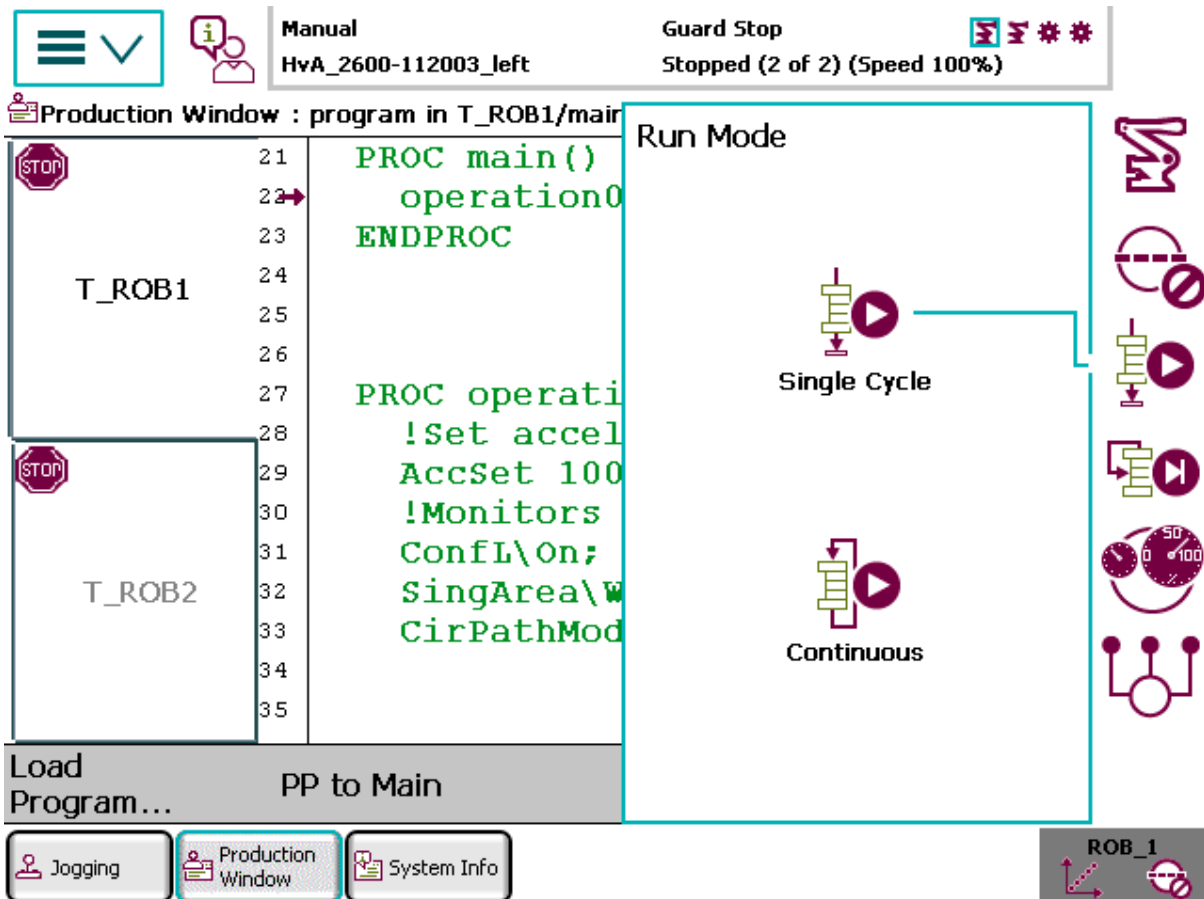 Manual
Guard Stop
HvA_2600-112003_left
Stopped (2 of 2) (Speed 100%)
Production Window : program in T_ROB1/main
STOP
T_ROB1
STOP
T_ROB2
21 PROC main()
22 operation0
23 ENDPROC
24
25
26
27 PROC operati
28 !Set accel
29 AccSet 100
30 !Monitors
31 ConfL\On;
32 SingArea\W
33 CirPathMod
34
35
Run Mode
Single Cycle
Continuous
0 50 100
%
Load
Program...
PP to Main
Jogging
Production
Window
System Info
ROB_1